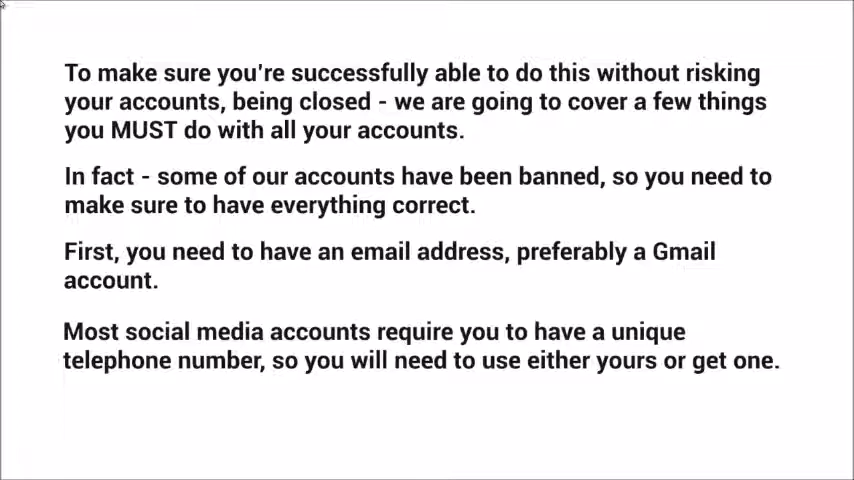 To make sure you're successfully able to do this without risking
your accounts, being closed - we are going to cover a few things
you MUST do with all your accounts.
In fact - some of our accounts have been banned, so you need to
make sure to have everything correct.
First, you need to have an email address, preferably a Gmail
account.
Most social media accounts require you to have a unique
telephone number, so you will need to use either yours or get one.